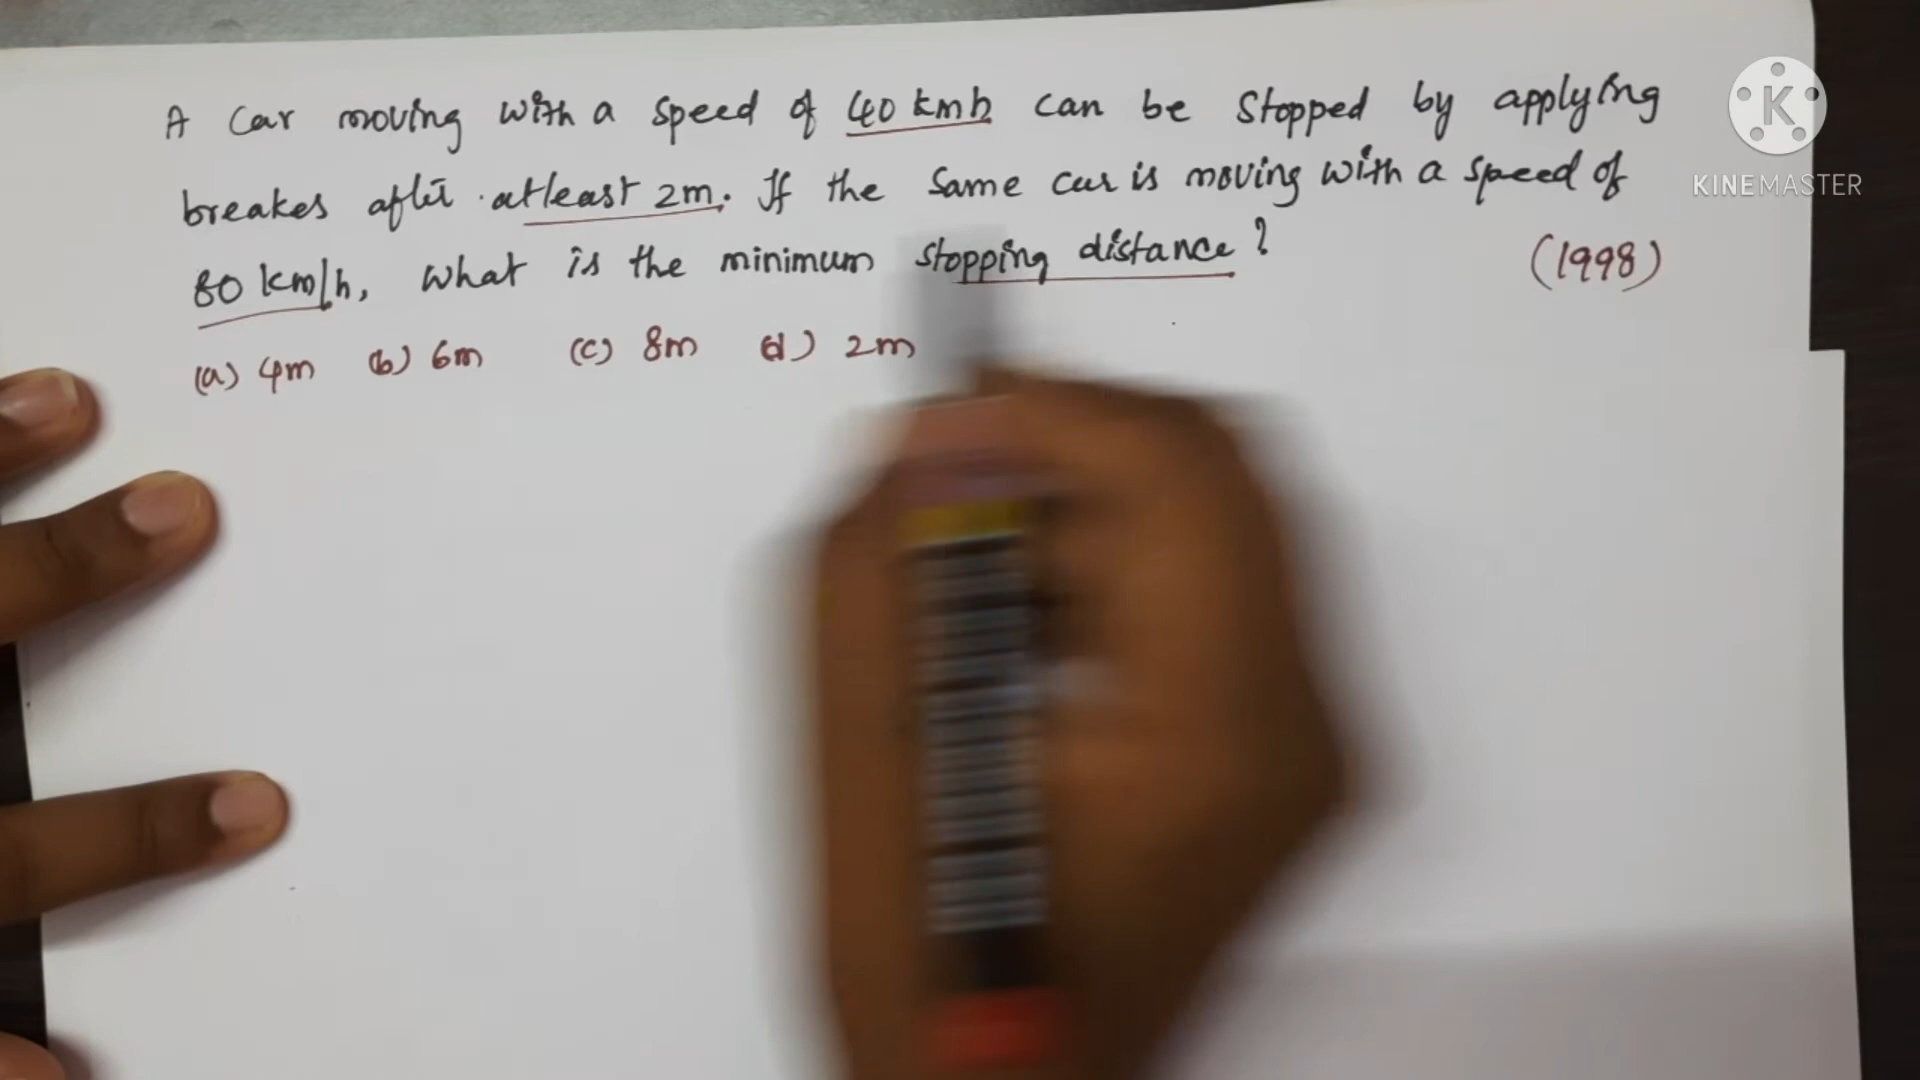 A car moving with a speed of 40 kmh can be stopped by applying
breakes after atleast 2m. If the same car is moving with a speed of
80 km/h, what is the minimum stopping distance?
(1998)
(a) 4m (b) 6m (c) 8m (d) 2m
K
KINEMASTER